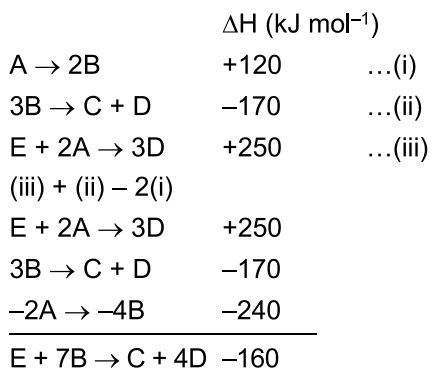 ΔH (kJ mol⁻¹)
A → 2B +120 …(i)
3B → C + D –170 …(ii)
E + 2A → 3D +250 …(iii)
(iii) + (ii) – 2(i)
E + 2A → 3D +250
3B → C + D –170
–2A → –4B –240
E + 7B → C + 4D –160